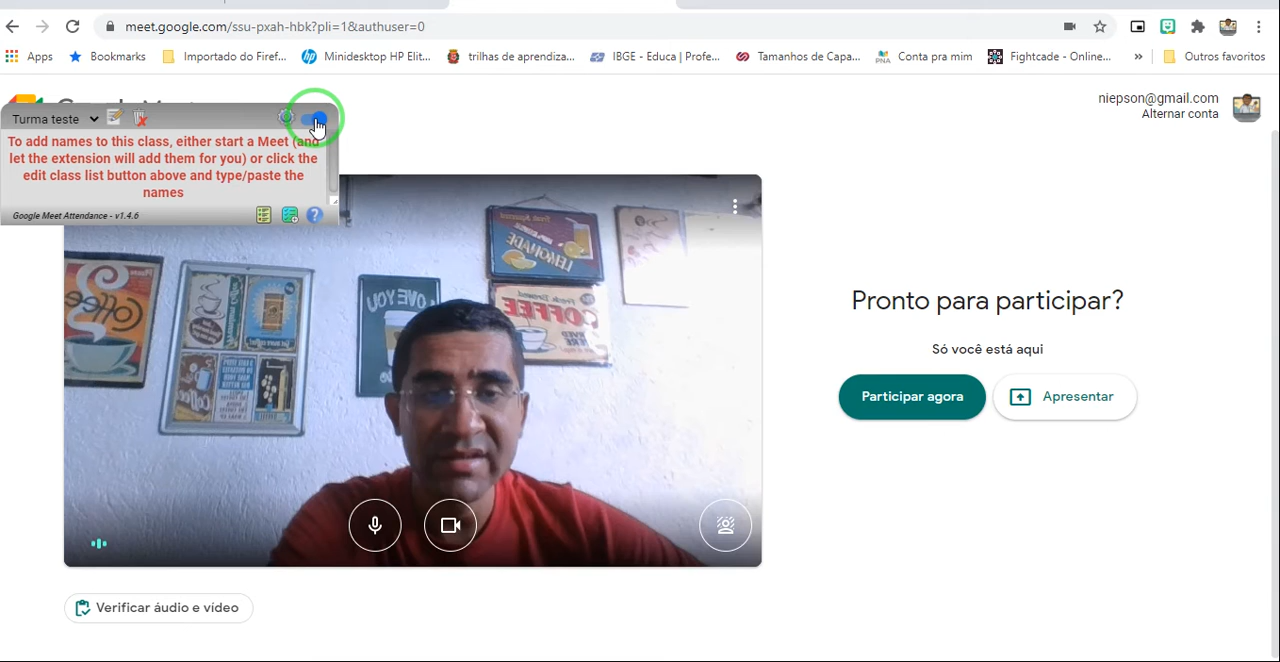 meet.google.com/ssu-pxah-hbk?pli=1&authuser=0
Apps Bookmarks Importado do Firef... Minidesktop HP Elit... trilhas de aprendiza... IBGE - Educa | Profe... Tamanhos de Capa... PNA Conta pra mim Fightcade - Online... » Outros favoritos
niepson@gmail.com
Alternar conta
Turma teste
To add names to this class, either start a Meet (and
let the extension will add them for you) or click the
edit class list button above and type/paste the
names
Google Meet Attendance - v1.4.6
LEMONADE
COFFEE
LOVE YOU
Coffee
Pronto para participar?
Só você está aqui
Participar agora
Apresentar
Verificar áudio e vídeo